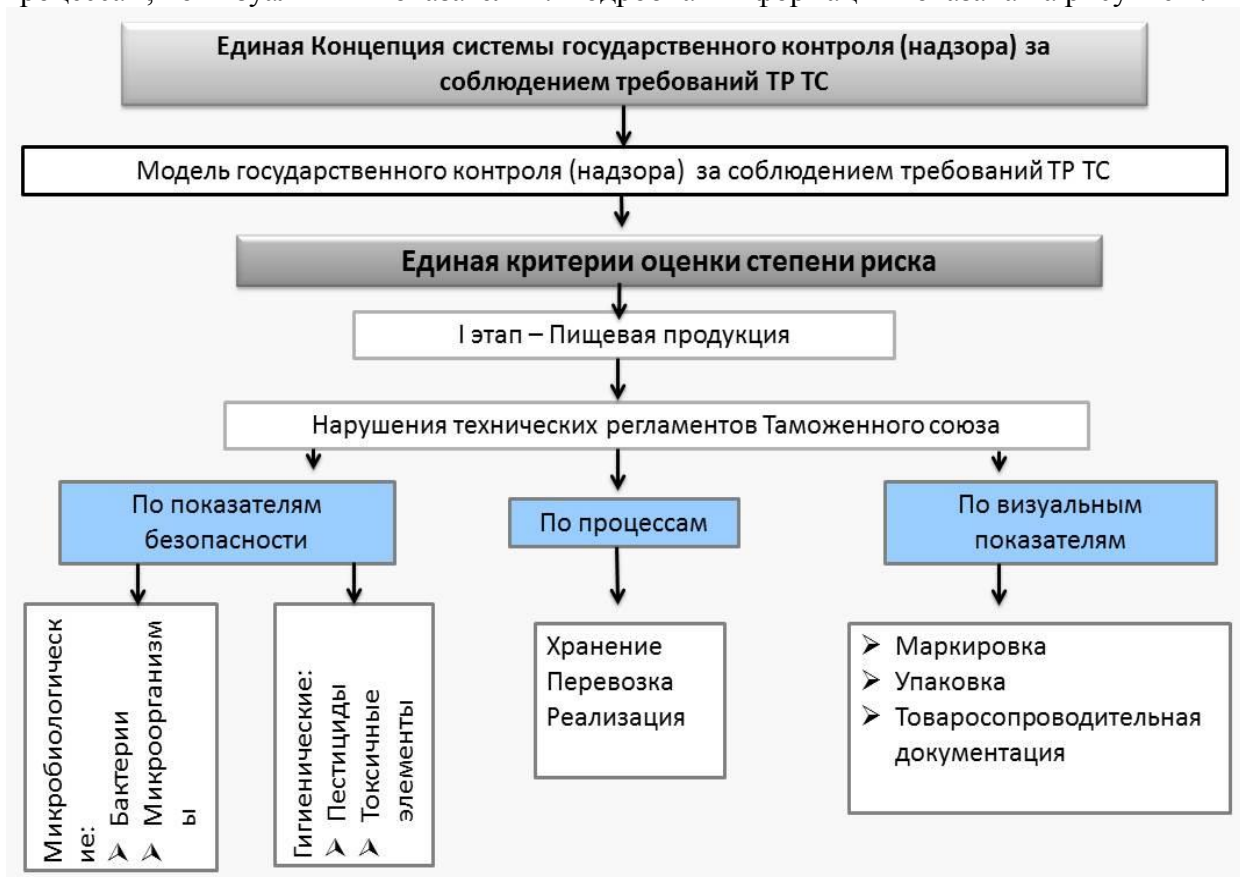 Единая Концепция системы государственного контроля (надзора) за
соблюдением требований ТР ТС
Модель государственного контроля (надзора) за соблюдением требований ТР ТС
Единая критерии оценки степени риска
I этап – Пищевая продукция
Нарушения технических регламентов Таможенного союза
По показателям
безопасности
По процессам
По визуальным
показателям
Микробиологическ
ие:
➢ Бактерии
➢ Микроорганизм
ы
Гигиенические:
➢ Пестициды
➢ Токсичные
элементы
Хранение
Перевозка
Реализация
➢ Маркировка
➢ Упаковка
➢ Товаросопроводительная
документация